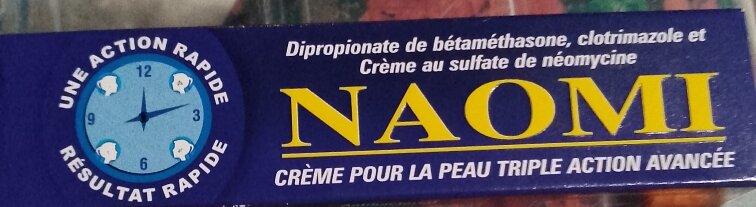 UNE ACTION RAPIDE
12
3
6
9
RÉSULTAT RAPIDE
Dipropionate de bétaméthasone, clotrimazole et
Crème au sulfate de néomycine
NAOMI
CRÈME POUR LA PEAU TRIPLE ACTION AVANCÉE